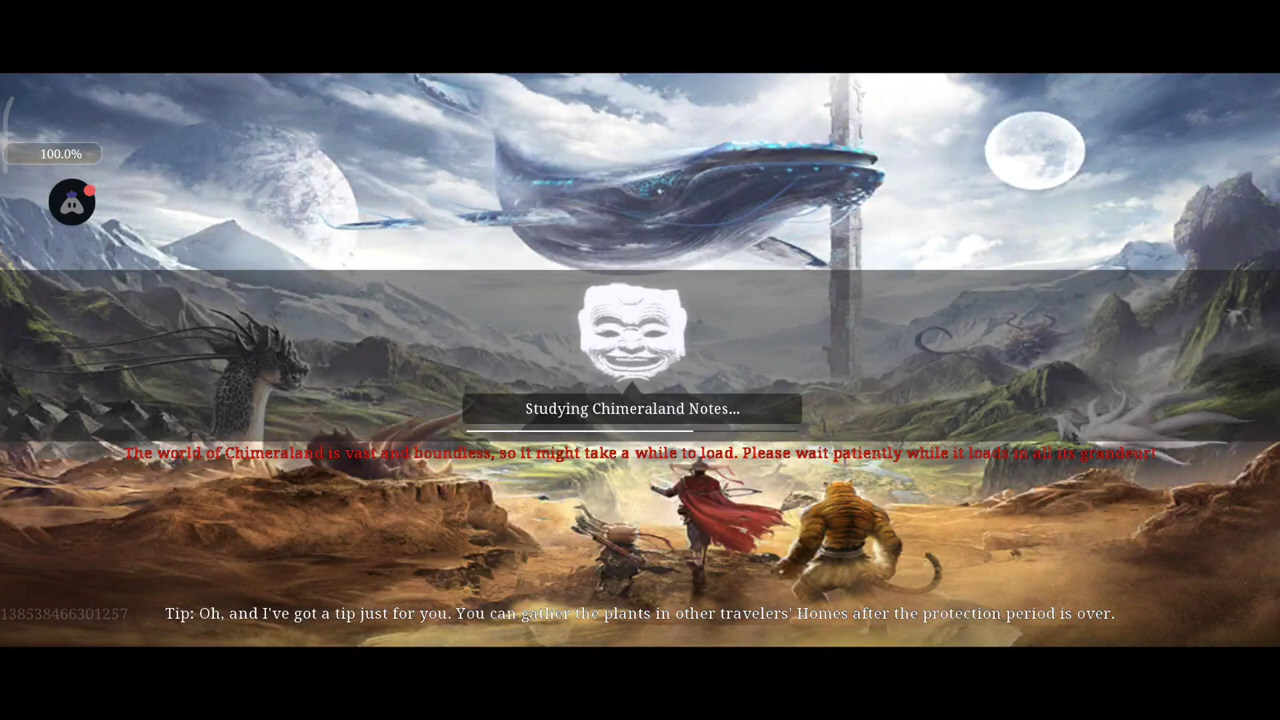 100.0%
Studying Chimeraland Notes...
The world of Chimeraland is vast and boundless, so it might take a while to load. Please wait patiently while it loads in all its grandeur!
138538466301257
Tip: Oh, and I've got a tip just for you. You can gather the plants in other travelers' Homes after the protection period is over.